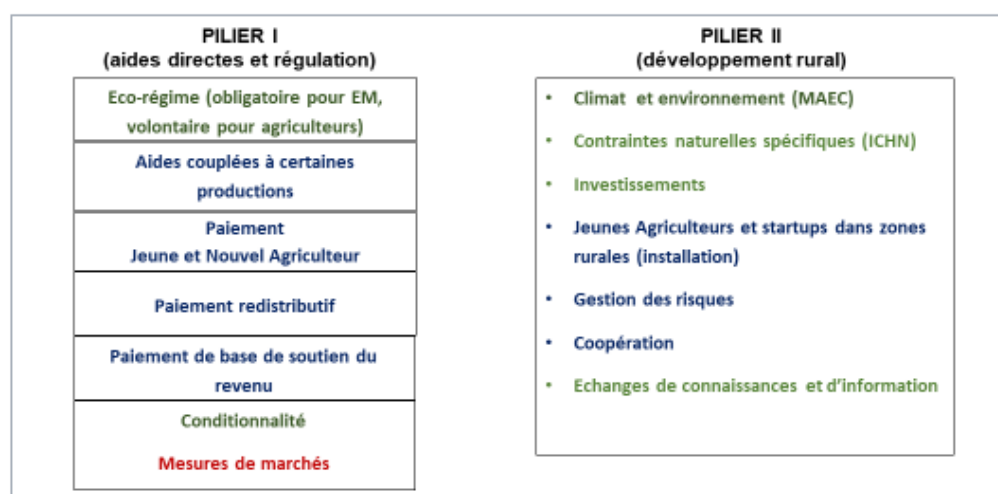 PILIER I
(aides directes et régulation)
Eco-régime (obligatoire pour EM,
volontaire pour agriculteurs)
Aides couplées à certaines
productions
Paiement
Jeune et Nouvel Agriculteur
Paiement redistributif
Paiement de base de soutien du
revenu
Conditionnalité
Mesures de marchés
PILIER II
(développement rural)
• Climat et environnement (MAEC)
• Contraintes naturelles spécifiques (ICHN)
• Investissements
• Jeunes Agriculteurs et startups dans zones
rurales (installation)
• Gestion des risques
• Coopération
• Echanges de connaissances et d'information